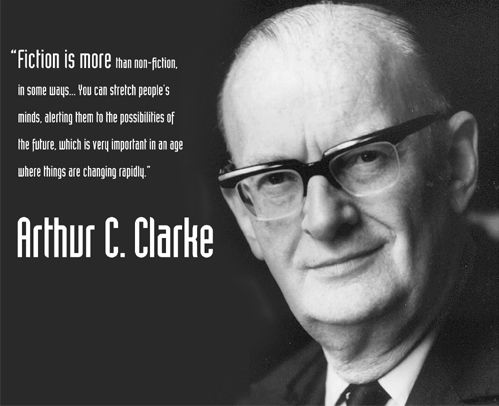 “Fiction is more than non-fiction,
in some ways... You can stretch people's
minds, alerting them to the possibilities of
the future, which is very important in an age
where things are changing rapidly.”
Arthur C. Clarke